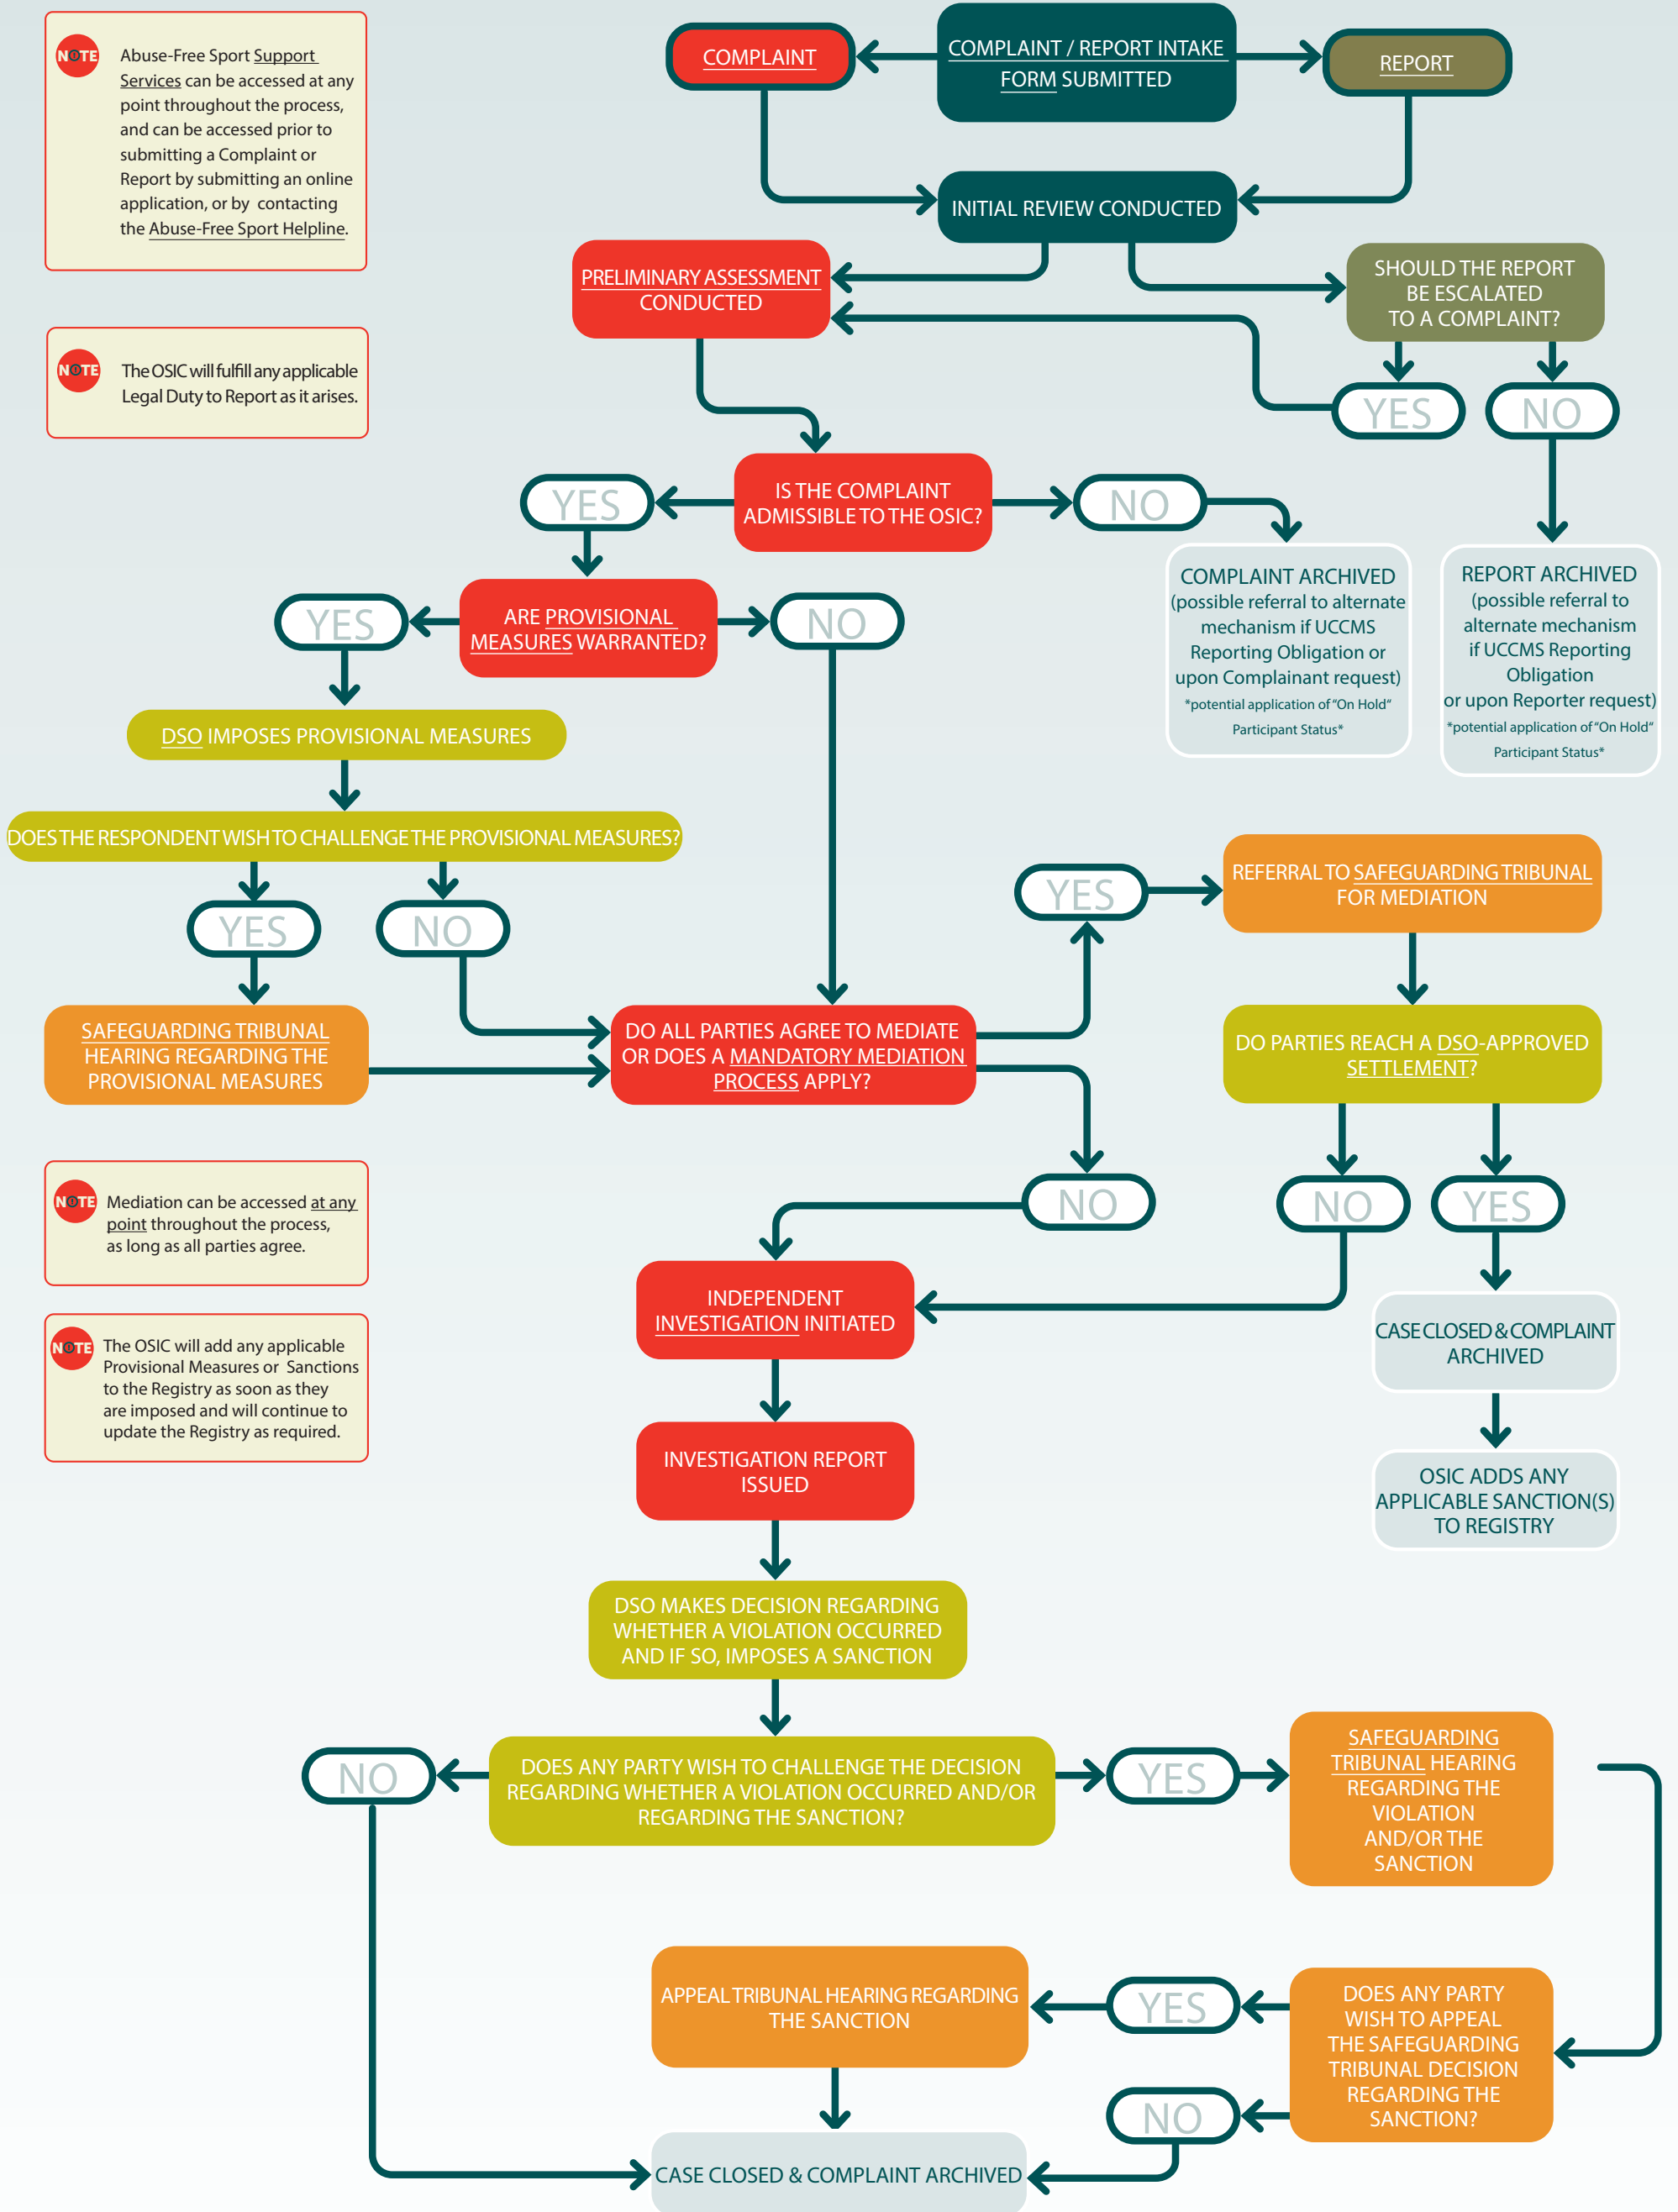 NOTE
Abuse-Free Sport Support
Services can be accessed at any
point throughout the process,
and can be accessed prior to
submitting a Complaint or
Report by submitting an online
application, or by contacting
the Abuse-Free Sport Helpline.
COMPLAINT
COMPLAINT / REPORT INTAKE
FORM SUBMITTED
REPORT
INITIAL REVIEW CONDUCTED
PRELIMINARY ASSESSMENT
CONDUCTED
SHOULD THE REPORT
BE ESCALATED
TO A COMPLAINT?
NOTE
The OSIC will fulfill any applicable
Legal Duty to Report as it arises.
YES
NO
YES
IS THE COMPLAINT
ADMISSIBLE TO THE OSIC?
NO
COMPLAINT ARCHIVED
(possible referral to alternate
mechanism if UCCMS
Reporting Obligation or
upon Complainant request)
*potential application of "On Hold"
Participant Status*
REPORT ARCHIVED
(possible referral to
alternate mechanism
if UCCMS Reporting
Obligation
or upon Reporter request)
*potential application of "On Hold"
Participant Status*
YES
ARE PROVISIONAL
MEASURES WARRANTED?
NO
DSO IMPOSES PROVISIONAL MEASURES
DOES THE RESPONDENT WISH TO CHALLENGE THE PROVISIONAL MEASURES?
YES
NO
YES
REFERRAL TO SAFEGUARDING TRIBUNAL
FOR MEDIATION
SAFEGUARDING TRIBUNAL
HEARING REGARDING THE
PROVISIONAL MEASURES
DO ALL PARTIES AGREE TO MEDIATE
OR DOES A MANDATORY MEDIATION
PROCESS APPLY?
DO PARTIES REACH A DSO-APPROVED
SETTLEMENT?
NOTE
Mediation can be accessed at any
point throughout the process,
as long as all parties agree.
NO
NO
YES
INDEPENDENT
INVESTIGATION INITIATED
CASE CLOSED & COMPLAINT
ARCHIVED
NOTE
The OSIC will add any applicable
Provisional Measures or Sanctions
to the Registry as soon as they
are imposed and will continue to
update the Registry as required.
INVESTIGATION REPORT
ISSUED
OSIC ADDS ANY
APPLICABLE SANCTION(S)
TO REGISTRY
DSO MAKES DECISION REGARDING
WHETHER A VIOLATION OCCURRED
AND IF SO, IMPOSES A SANCTION
NO
DOES ANY PARTY WISH TO CHALLENGE THE DECISION
REGARDING WHETHER A VIOLATION OCCURRED AND/OR
REGARDING THE SANCTION?
YES
SAFEGUARDING
TRIBUNAL HEARING
REGARDING THE
VIOLATION
AND/OR THE
SANCTION
APPEAL TRIBUNAL HEARING REGARDING
THE SANCTION
YES
DOES ANY PARTY
WISH TO APPEAL
THE SAFEGUARDING
TRIBUNAL DECISION
REGARDING THE
SANCTION?
NO
CASE CLOSED & COMPLAINT ARCHIVED